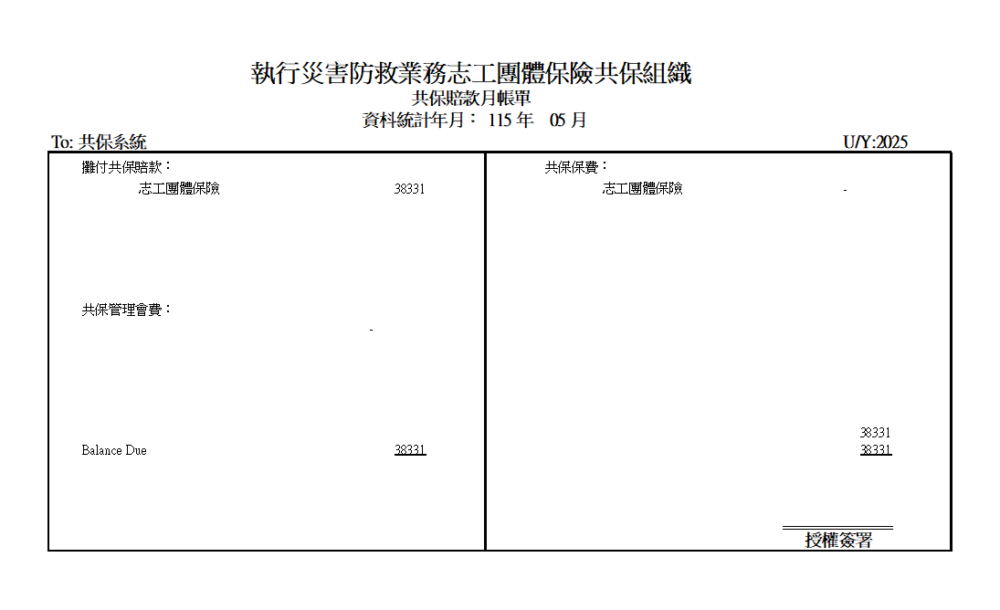 執行災害防救業務志工團體保險共保組織
共保賠款月帳單
資料統計年月： 115 年 05 月
To: 共保系統 U/Y:2025
攤付共保賠款： 共保保費：
志工團體保險 38331 志工團體保險 -
共保管理會費：
-
38331
Balance Due 38331 38331
授權簽署